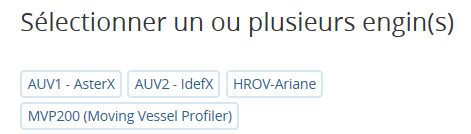 Sélectionner un ou plusieurs engin(s)
AUV1 - AsterX AUV2 - IdefX HROV-Ariane
MVP200 (Moving Vessel Profiler)